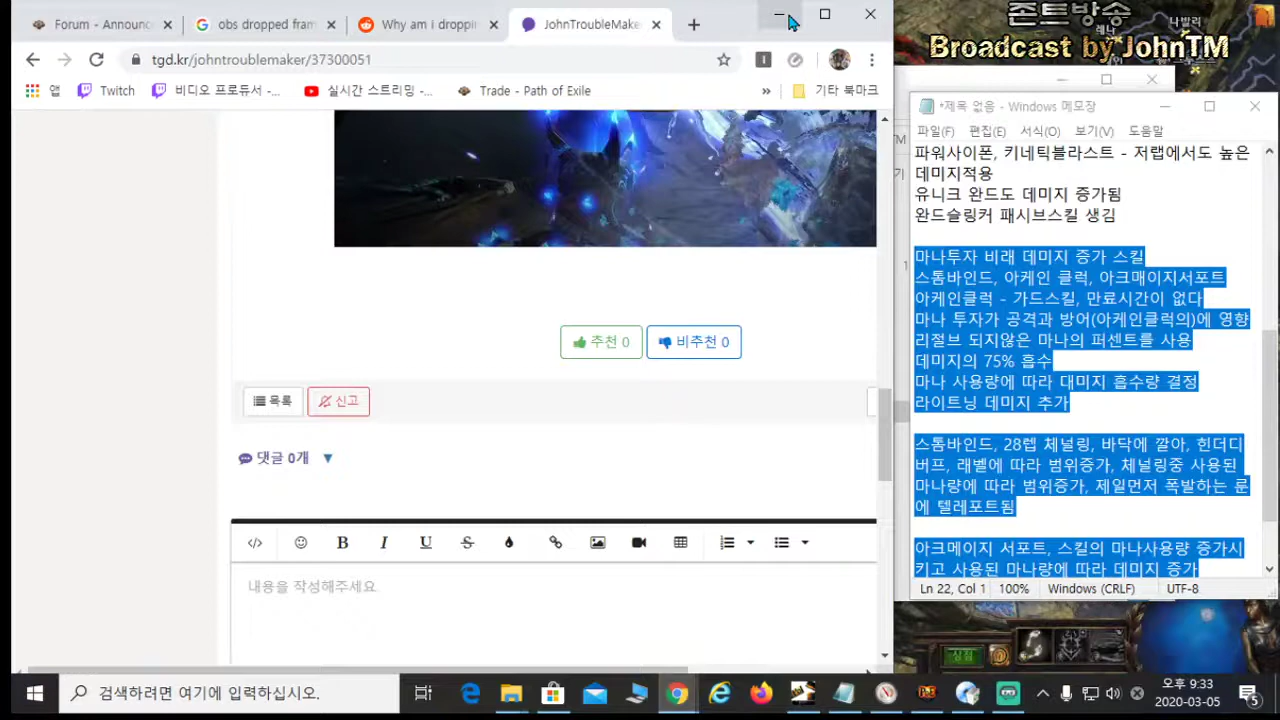 Forum - Announc
obs dropped fram
Why am i droppin
JohnTroubleMake
tgd.kr/johntroublemaker/37300051
앱
Twitch
비디오 프로듀서 -...
실시간 스트리밍 -...
Trade - Path of Exile
»
기타 북마크
추천 0
비추천 0
목록
신고
댓글 0개 ▼
</> B I U S
내용을 작성해주세요.
존트방송
Broadcast by JohnTM
나발리
레나
*제목 없음 - Windows 메모장
파일(F) 편집(E) 서식(O) 보기(V) 도움말
파워사이폰, 키네틱블라스트 - 저랩에서도 높은
데미지적용
유니크 완드도 데미지 증가됨
완드슬링커 패시브스킬 생김
마나투자 비래 데미지 증가 스킬
스톰바인드, 아케인 클럭, 아크매이지서포트
아케인클럭 - 가드스킬, 만료시간이 없다
마나 투자가 공격과 방어(아케인클럭의)에 영향
리절브 되지않은 마나의 퍼센트를 사용
데미지의 75% 흡수
마나 사용량에 따라 대미지 흡수량 결정
라이트닝 데미지 추가
스톰바인드, 28렙 체널링, 바닥에 깔아, 힌더디
버프, 래벨에 따라 범위증가, 체널링중 사용된
마나량에 따라 범위증가, 제일먼저 폭발하는 룬
에 텔레포트됨
아크메이지 서포트, 스킬의 마나사용량 증가시
키고 사용된 마나량에 따라 데미지 증가
Ln 22, Col 1 100% Windows (CRLF) UTF-8
상점
검색하려면 여기에 입력하십시오.
오후 9:33
2020-03-05
5